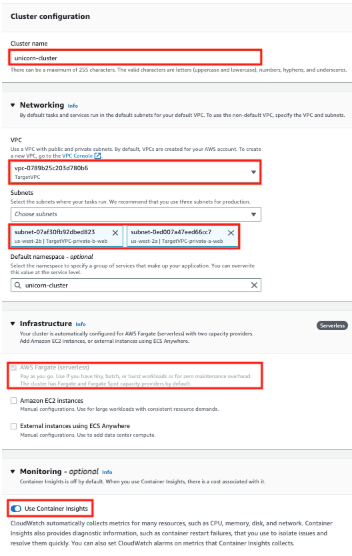 Cluster configuration
Cluster name
unicorn-cluster
There can be a maximum of 255 characters. The valid characters are letters (uppercase and lowercase), numbers, hyphens, and underscores.
▼ Networking Info
By default tasks and services run in the default subnets for your default VPC. To use the non-default VPC, specify the VPC and subnets.
VPC
Use a VPC with public and private subnets. By default, VPCs are created for your AWS account. To create
a new VPC, go to the VPC Console
vpc-0789b25c203d780b6
TargetVPC
Subnets
Select the subnets where your tasks run. We recommend that you use three subnets for production.
Choose subnets
subnet-07af30fb92dbed823
us-west-2b | TargetVPC-private-b-web
subnet-0ed007a47eed66cc7
us-west-2a | TargetVPC-private-a-web
Default namespace - optional
Select the namespace to specify a group of services that make up your application. You can overwrite
this value at the service level.
unicorn-cluster
▼ Infrastructure Info
Serverless
Your cluster is automatically configured for AWS Fargate (serverless) with two capacity providers.
Add Amazon EC2 instances, or external instances using ECS Anywhere.
AWS Fargate (serverless)
Pay as you go. Use if you have tiny, batch, or burst workloads or for zero maintenance overhead.
The cluster has Fargate and Fargate Spot capacity providers by default.
Amazon EC2 instances
Manual configurations. Use for large workloads with consistent resource demands.
External instances using ECS Anywhere
Manual configurations. Use to add data center compute.
▼ Monitoring - optional Info
Container Insights is off by default. When you use Container Insights, there is a cost associated with it.
Use Container Insights
CloudWatch automatically collects metrics for many resources, such as CPU, memory, disk, and network. Container
Insights also provides diagnostic information, such as container restart failures, that you use to isolate issues and
resolve them quickly. You can also set CloudWatch alarms on metrics that Container Insights collects.